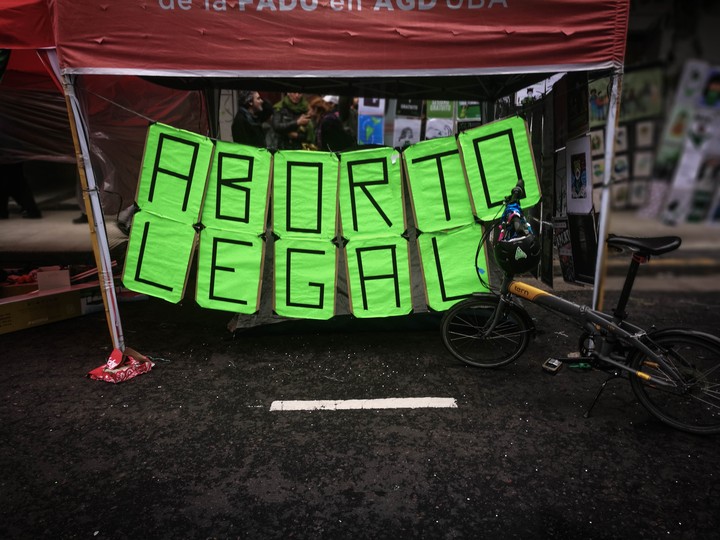 de la FADU en AGD UBA
ABORTO
LEGAL